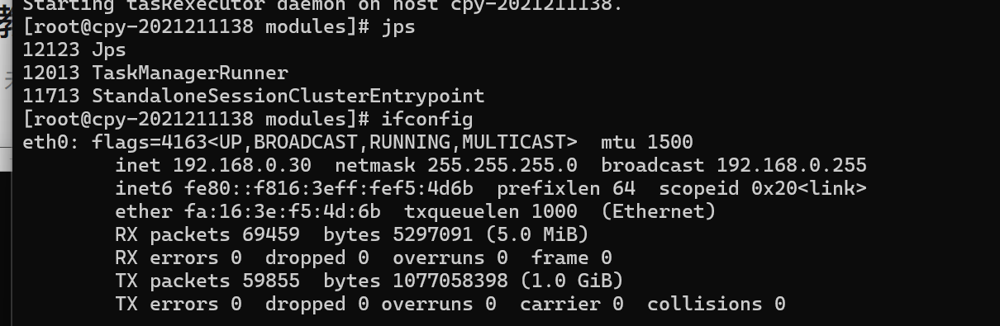 Starting taskexecutor daemon on host cpy-2021211138.
[root@cpy-2021211138 modules]# jps
12123 Jps
12013 TaskManagerRunner
11713 StandaloneSessionClusterEntrypoint
[root@cpy-2021211138 modules]# ifconfig
eth0: flags=4163<UP,BROADCAST,RUNNING,MULTICAST>  mtu 1500
        inet 192.168.0.30  netmask 255.255.255.0  broadcast 192.168.0.255
        inet6 fe80::f816:3eff:fef5:4d6b  prefixlen 64  scopeid 0x20<link>
        ether fa:16:3e:f5:4d:6b  txqueuelen 1000  (Ethernet)
        RX packets 69459  bytes 5297091 (5.0 MiB)
        RX errors 0  dropped 0  overruns 0  frame 0
        TX packets 59855  bytes 1077058398 (1.0 GiB)
        TX errors 0  dropped 0 overruns 0  carrier 0  collisions 0